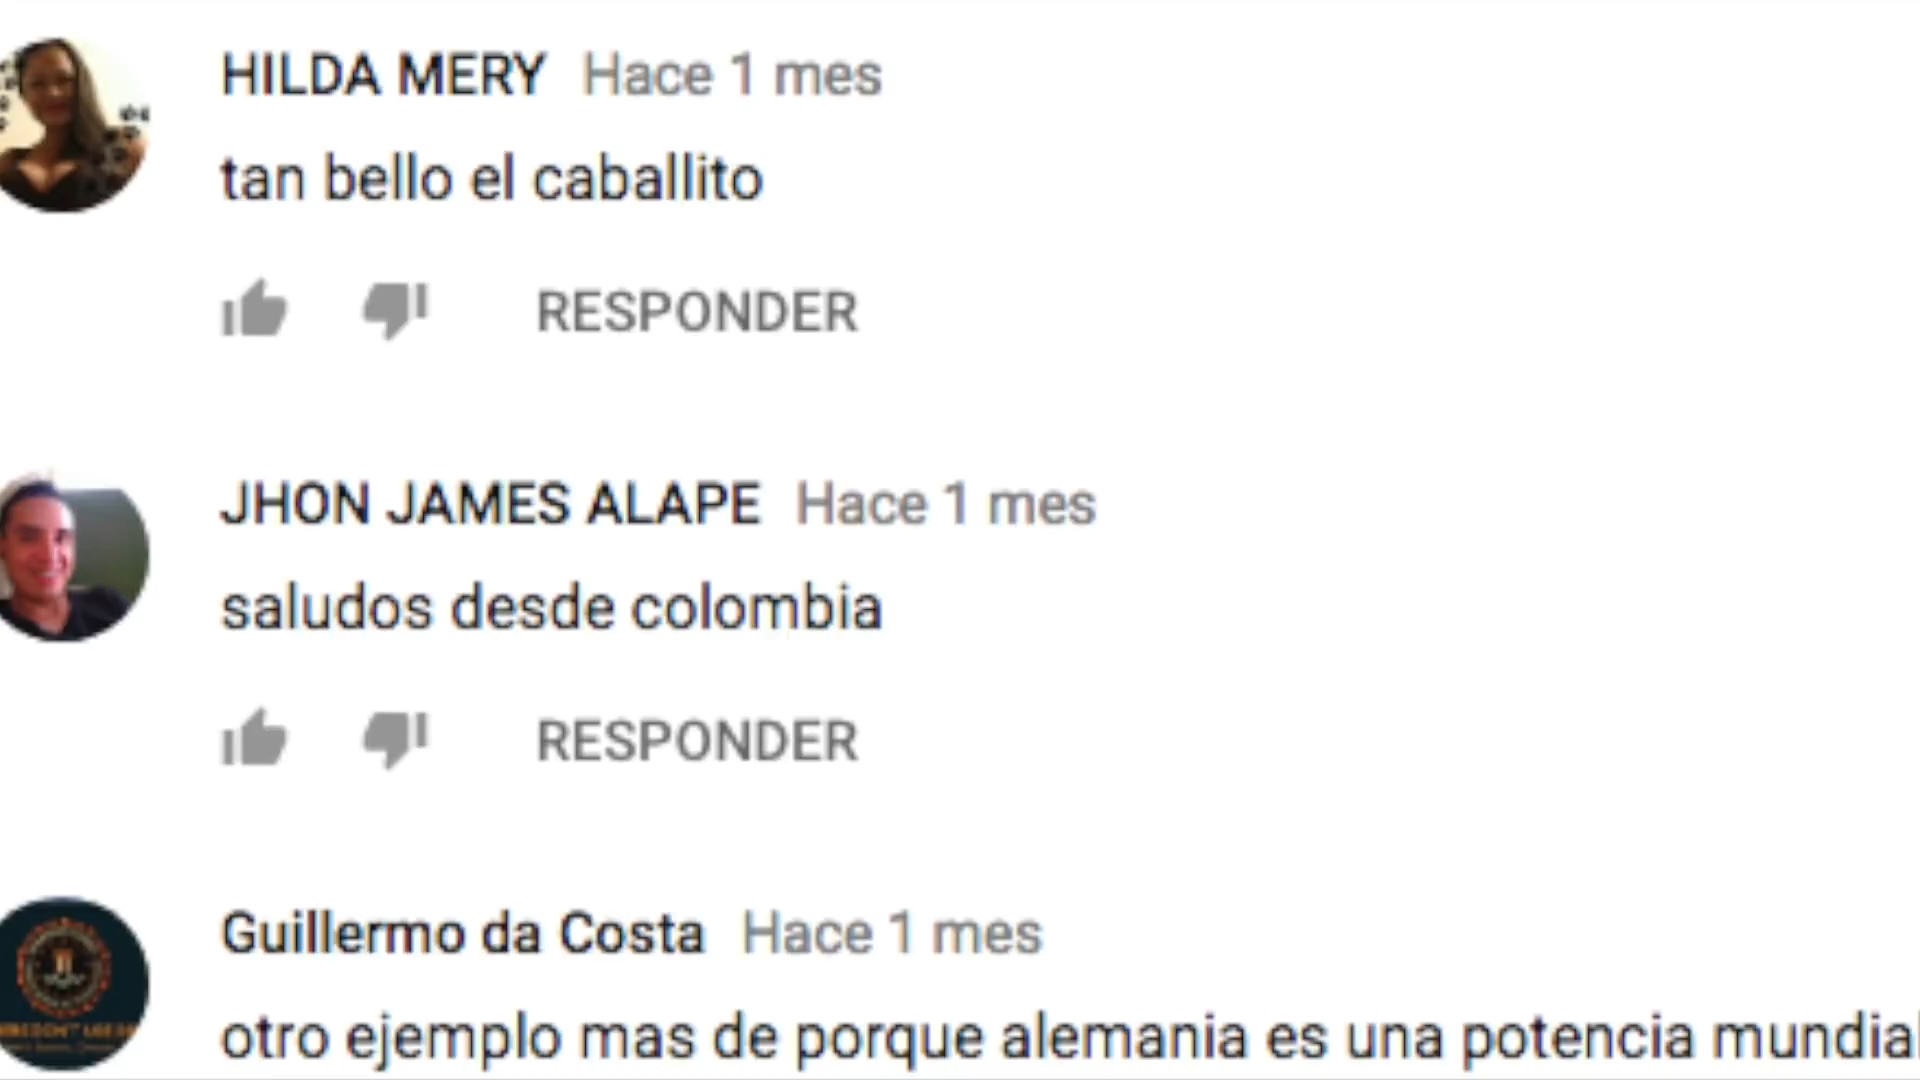 HILDA MERY Hace 1 mes
tan bello el caballito
RESPONDER
JHON JAMES ALAPE Hace 1 mes
saludos desde colombia
RESPONDER
Guillermo da Costa Hace 1 mes
otro ejemplo mas de porque alemania es una potencia mundial